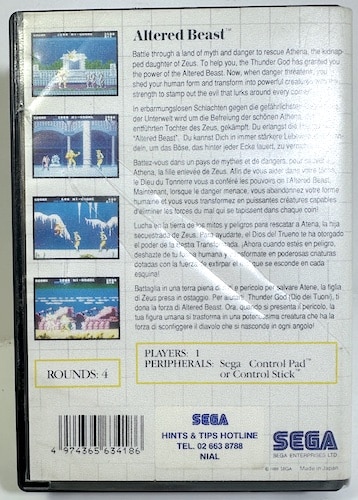 Altered Beast™
Battle through a land of myth and danger to rescue Athena, the kidnap-
ped daughter of Zeus. To help you, the Thunder God has granted you
the power of the Altered Beast. Now, when danger threatens, you
shed your human form and transform into powerful creatures with the
strength to stamp out the evil that lurks around every corner!
In erbarmungslosen Schlachten gegen die gefährlichsten
der Unterwelt wird um die Befreiung der schönen Athena, der
entführten Tochter des Zeus, gekämpft. Du erlangst die
"Altered Beast". Du kannst Dich in immer stärkere
deln, um das Böse, das hinter jeder Ecke lauert, zu
Battez-vous dans un pays de mythes et de dangers, pour
Athena, la fille enlevée de Zeus. Afin de vous aider dans votre
le Dieu du Tonnerre vous a conféré les pouvoirs de l'Altered
Maintenant, lorsque le danger menace, vous abandonnez votre forme
humaine et vous vous transformez en puissantes créatures capables
d'éliminer les forces du mal qui se tapissent dans chaque coin!
Lucha en la tierra de los mitos y peligros para rescatar a Atena, la hija
secuestrada de Zeus. Para ayudarte, el Dios del Trueno te ha otorgado
el poder de la Bestia ¡Ahora cuando estes en peligro,
deshazte de tu forma humana y transformate en poderosas criaturas
dotadas con la fuerza de extirpar el mal que se esconde en cada
esquina!
Battaglia in una terra piena di miti e pericolo per salvare Atene, la figlia
di Zeus presa in ostaggio. Per aiutarti, Thunder God (Dio dei Tuoni), ti
dona la forza di Altered Beast. Ora, quando si presenta il pericolo, la
tua figura umana si trasforma in una potentissima creatura che ha la
forza di sconfiggere il diavolo che si nasconde in ogni angolo!
ROUNDS: 4
PLAYERS: 1
PERIPHERALS: Sega Control Pad™
or Control Stick™
4 974365 634186
SEGA
HINTS & TIPS HOTLINE
TEL. 02 663 8788
NIAL
SEGA
SEGA ENTERPRISES LTD.
© 1989 SEGA Made in Japan